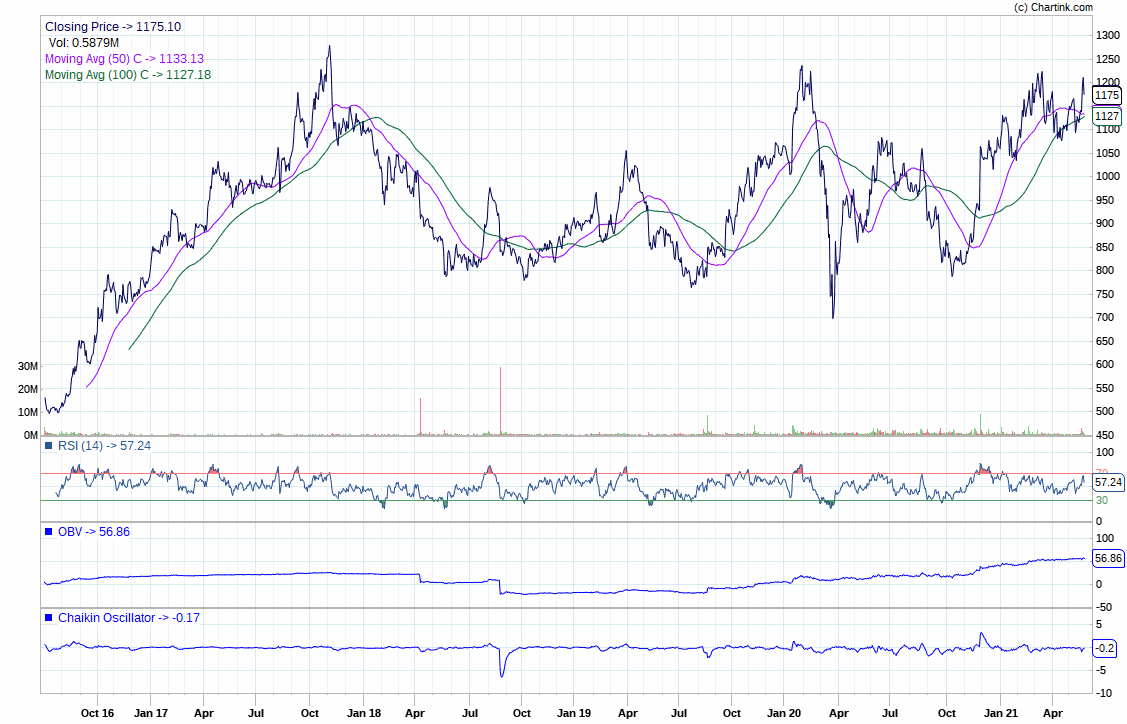 (c) Chartink.com
Closing Price -> 1175.10
Vol: 0.5879M
Moving Avg (50) C -> 1133.13
Moving Avg (100) C -> 1127.18
1300
1250
1200
1175
1127
1100
1050
1000
950
900
850
800
750
700
650
600
550
500
450
30M
20M
10M
0M
RSI (14) -> 57.24
100
70
57.24
30
0
OBV -> 56.86
100
56.86
0
-50
Chaikin Oscillator -> -0.17
5
-0.2
-5
-10
Oct 16 Jan 17 Apr Jul Oct Jan 18 Apr Jul Oct Jan 19 Apr Jul Oct Jan 20 Apr Jul Oct Jan 21 Apr